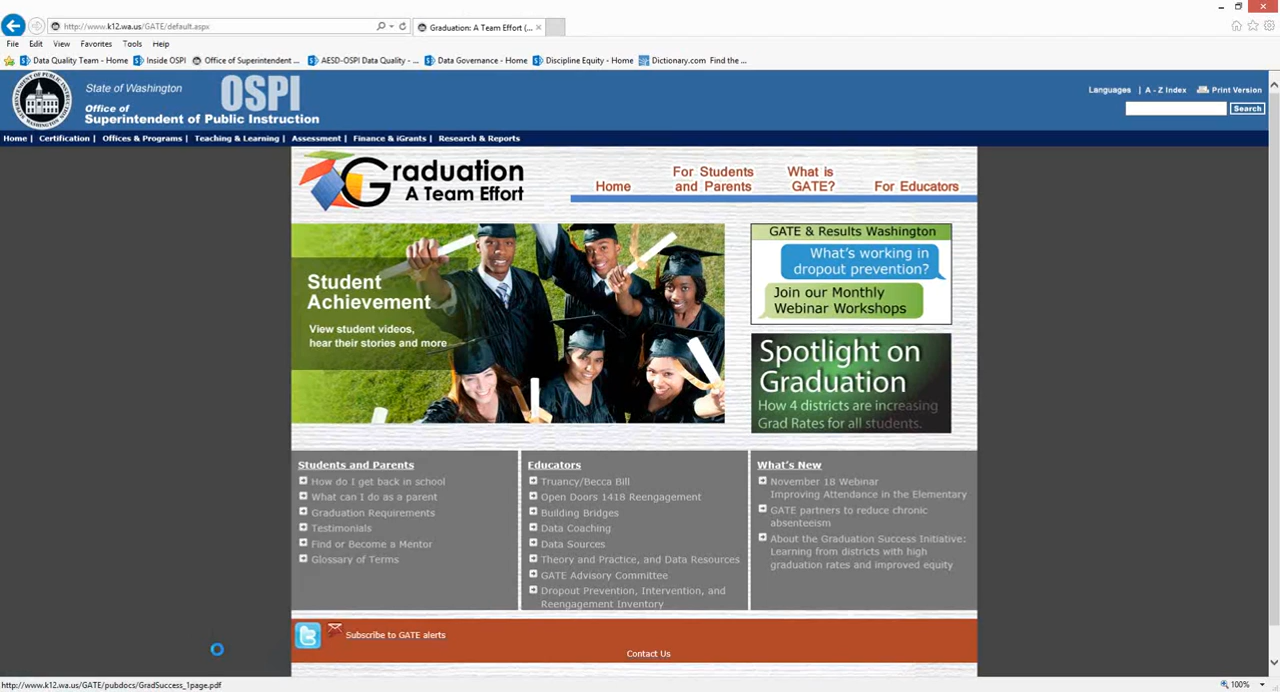 http://www.k12.wa.us/GATE/default.aspx
Graduation: A Team Effort (...
File Edit View Favorites Tools Help
Data Quality Team - Home Inside OSPI Office of Superintendent ... AESD-OSPI Data Quality - ... Data Governance - Home Discipline Equity - Home Dictionary.com Find the ...
State of Washington
OSPI
Office of
Superintendent of Public Instruction
Languages | A - Z Index Print Version
Search
Home | Certification | Offices & Programs | Teaching & Learning | Assessment | Finance & iGrants | Research & Reports
Graduation
A Team Effort
Home
For Students
and Parents
What is
GATE?
For Educators
Student
Achievement
View student videos,
hear their stories and more
GATE & Results Washington
What's working in
dropout prevention?
Join our Monthly
Webinar Workshops
Spotlight on
Graduation
How 4 districts are increasing
Grad Rates for all students.
Students and Parents
How do I get back in school
What can I do as a parent
Graduation Requirements
Testimonials
Find or Become a Mentor
Glossary of Terms
Educators
Truancy/Becca Bill
Open Doors 1418 Reengagement
Building Bridges
Data Coaching
Data Sources
Theory and Practice, and Data Resources
GATE Advisory Committee
Dropout Prevention, Intervention, and
Reengagement Inventory
What's New
November 18 Webinar
Improving Attendance in the Elementary
GATE partners to reduce chronic
absenteeism
About the Graduation Success Initiative:
Learning from districts with high
graduation rates and improved equity
Subscribe to GATE alerts
Contact Us
http://www.k12.wa.us/GATE/pubdocs/GradSuccess_1page.pdf
100%